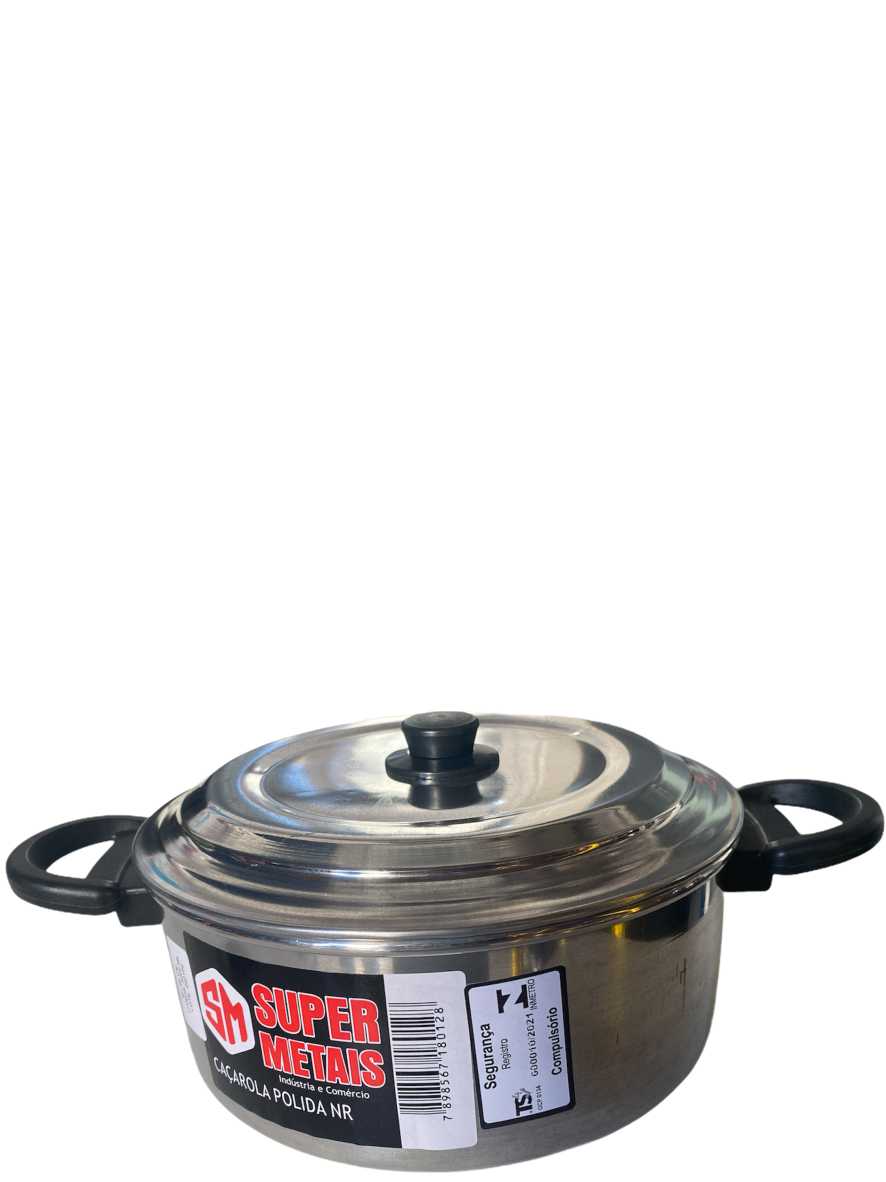 SM
SUPER
METAIS
Indústria e Comércio
CAÇAROLA POLIDA NR
7 898567 180128
Segurança
Registro
TS
OCP 0134
000010/2021
INMETRO
Compulsório